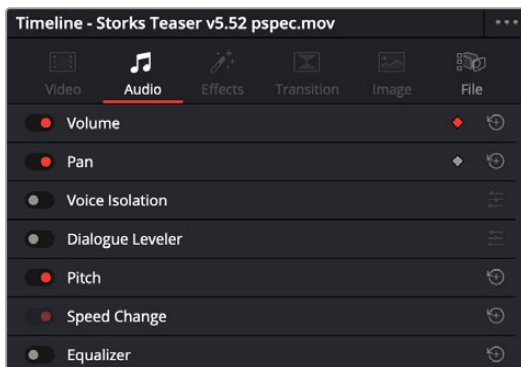 Timeline - Storks Teaser v5.52 pspec.mov
Video Audio Effects Transition Image File
Volume
Pan
Voice Isolation
Dialogue Leveler
Pitch
Speed Change
Equalizer